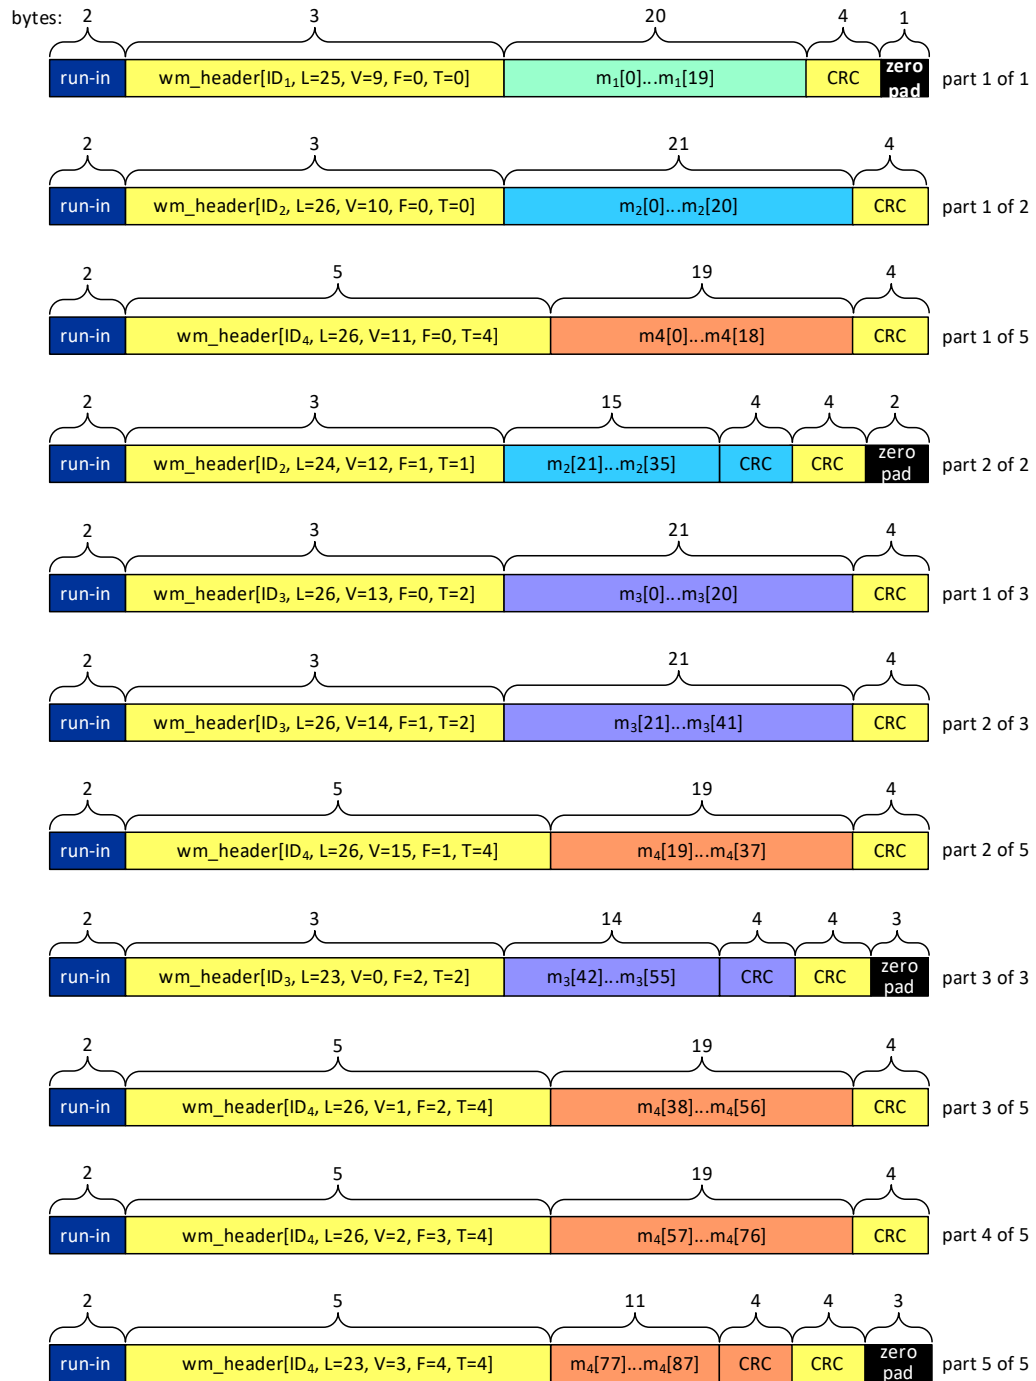 bytes: 2 3 20 4 1
run-in wm_header[ID₁, L=25, V=9, F=0, T=0] m₁[0]...m₁[19] CRC zero pad part 1 of 1
2 3 21 4
run-in wm_header[ID₂, L=26, V=10, F=0, T=0] m₂[0]...m₂[20] CRC part 1 of 2
2 5 19 4
run-in wm_header[ID₄, L=26, V=11, F=0, T=4] m4[0]...m4[18] CRC part 1 of 5
2 3 15 4 4 2
run-in wm_header[ID₂, L=24, V=12, F=1, T=1] m₂[21]...m₂[35] CRC CRC zero pad part 2 of 2
2 3 21 4
run-in wm_header[ID₃, L=26, V=13, F=0, T=2] m₃[0]...m₃[20] CRC part 1 of 3
2 3 21 4
run-in wm_header[ID₃, L=26, V=14, F=1, T=2] m₃[21]...m₃[41] CRC part 2 of 3
2 5 19 4
run-in wm_header[ID₄, L=26, V=15, F=1, T=4] m₄[19]...m₄[37] CRC part 2 of 5
2 3 14 4 4 3
run-in wm_header[ID₃, L=23, V=0, F=2, T=2] m₃[42]...m₃[55] CRC CRC zero pad part 3 of 3
2 5 19 4
run-in wm_header[ID₄, L=26, V=1, F=2, T=4] m₄[38]...m₄[56] CRC part 3 of 5
2 5 19 4
run-in wm_header[ID₄, L=26, V=2, F=3, T=4] m₄[57]...m₄[76] CRC part 4 of 5
2 5 11 4 4 3
run-in wm_header[ID₄, L=23, V=3, F=4, T=4] m₄[77]...m₄[87] CRC CRC zero pad part 5 of 5